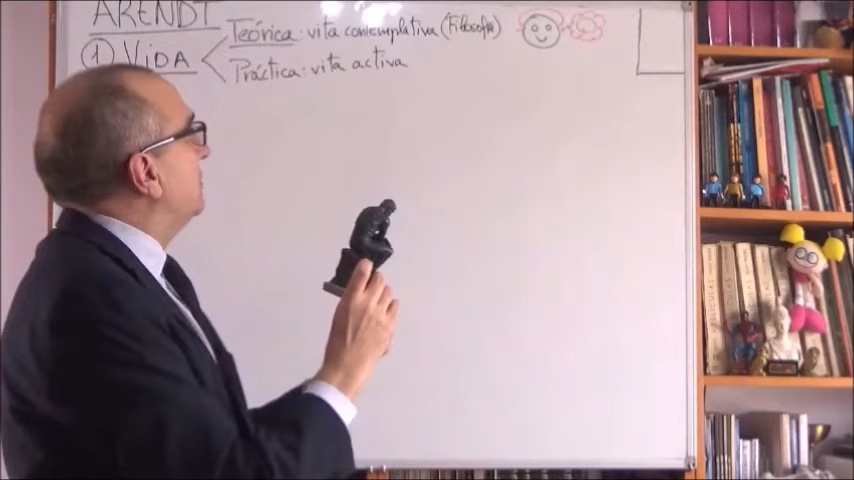 ARENDT
① VIDA
Teórica: vita contemplativa (Filosofía)
Práctica: vita activa